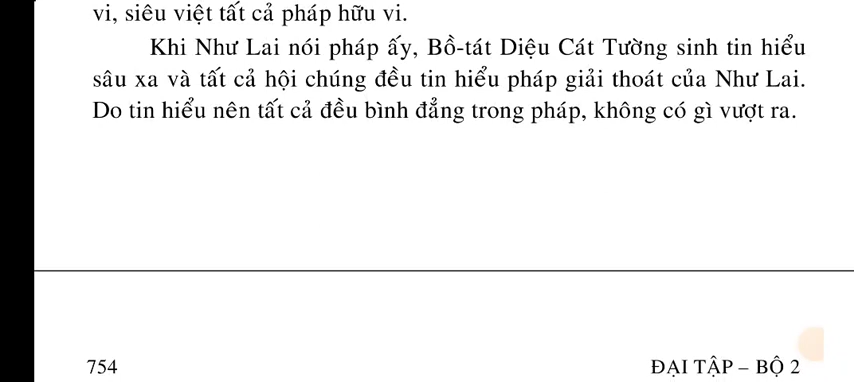 vi, siêu việt tất cả pháp hữu vi.
Khi Như Lai nói pháp ấy, Bồ-tát Diệu Cát Tường sinh tin hiểu
sâu xa và tất cả hội chúng đều tin hiểu pháp giải thoát của Như Lai.
Do tin hiểu nên tất cả đều bình đẳng trong pháp, không có gì vượt ra.
754
ĐẠI TẬP – BỘ 2